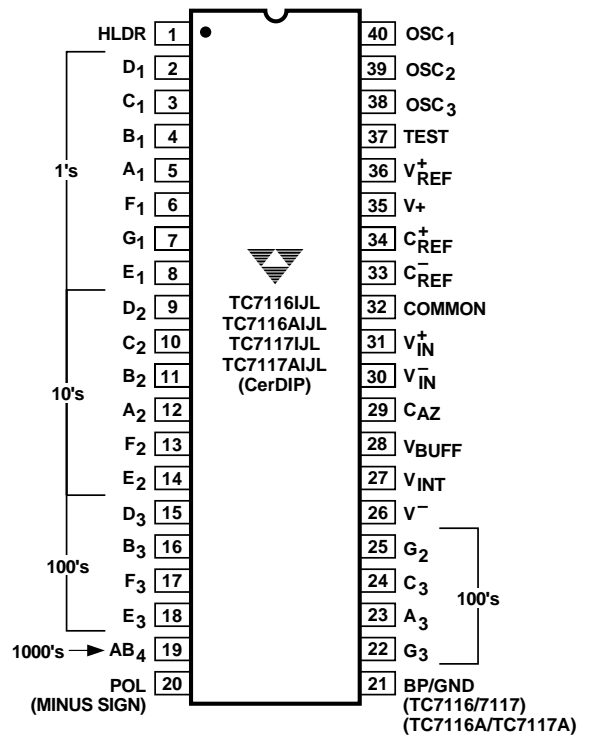 HLDR 1 40 OSC1
D1 2 39 OSC2
C1 3 38 OSC3
B1 4 37 TEST
1's A1 5 36 V+REF
F1 6 35 V+
G1 7 34 C+REF
E1 8 33 C–REF
D2 9 TC7116IJL 32 COMMON
C2 10 TC7116AIJL 31 V+IN
B2 11 TC7117IJL 30 V–IN
TC7117AIJL
(CerDIP)
10's A2 12 29 CAZ
F2 13 28 VBUFF
E2 14 27 VINT
D3 15 26 V–
B3 16 25 G2
100's F3 17 24 C3 100's
E3 18 23 A3
1000's AB4 19 22 G3
POL 20 21 BP/GND
(MINUS SIGN) (TC7116/7117)
(TC7116A/TC7117A)